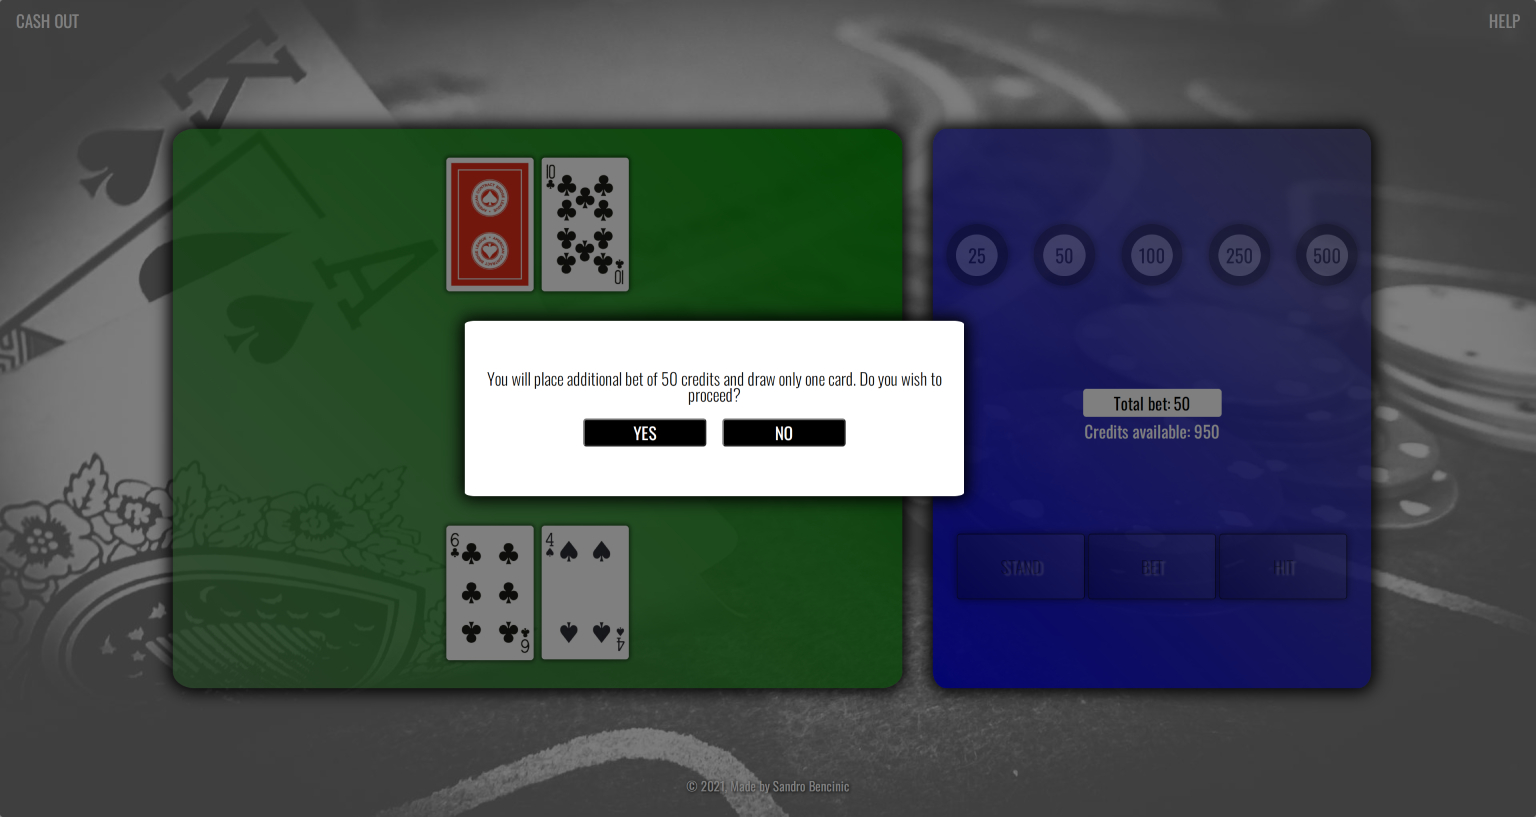 CASH OUT
HELP
K
A
10
10
25
50
100
250
500
You will place additional bet of 50 credits and draw only one card. Do you wish to
proceed?
YES
NO
Total bet: 50
Credits available: 950
6
4
6
4
STAND
BET
HIT
© 2021, Made by Sandro Bencinic